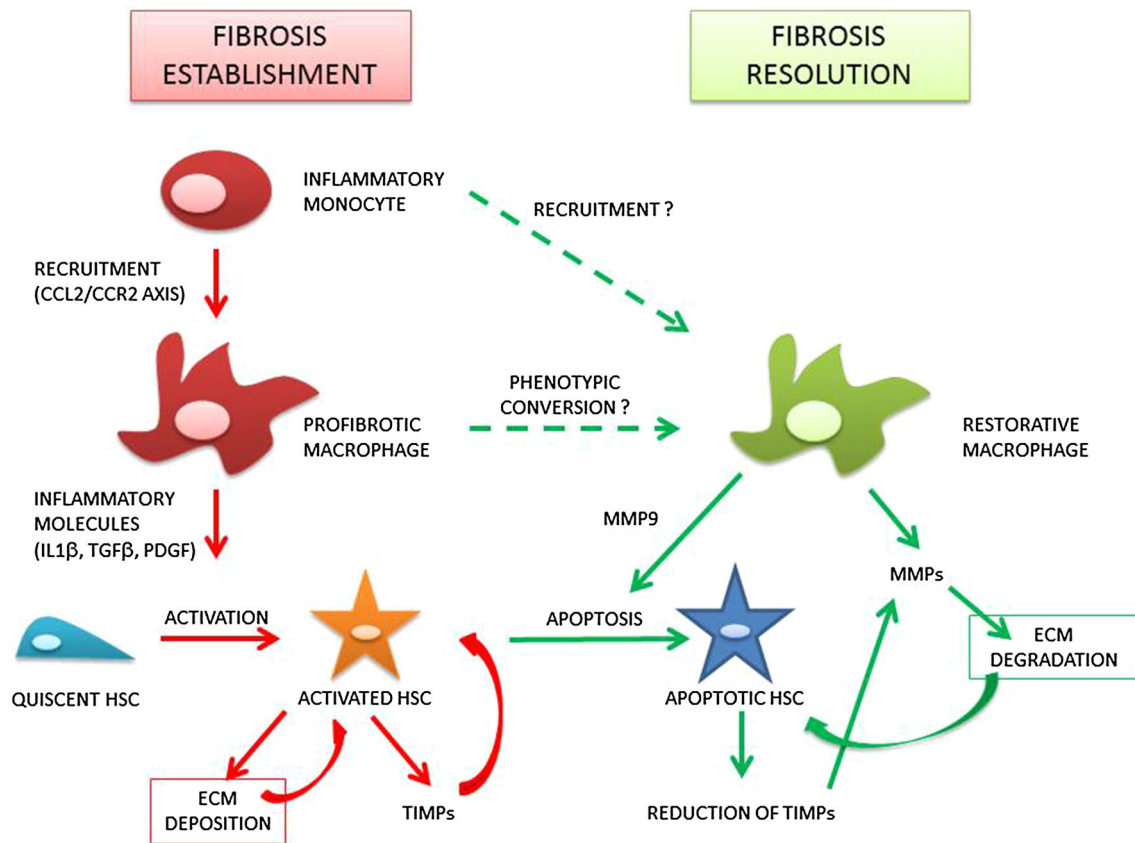 FIBROSIS
ESTABLISHMENT
FIBROSIS
RESOLUTION
INFLAMMATORY
MONOCYTE
RECRUITMENT ?
RECRUITMENT
(CCL2/CCR2 AXIS)
PHENOTYPIC
CONVERSION ?
PROFIBROTIC
MACROPHAGE
RESTORATIVE
MACROPHAGE
INFLAMMATORY
MOLECULES
(IL1β, TGFβ, PDGF)
MMP9
MMPs
ACTIVATION
APOPTOSIS
ECM
DEGRADATION
QUISCENT HSC
ACTIVATED HSC
APOPTOTIC HSC
ECM
DEPOSITION
TIMPs
REDUCTION OF TIMPs